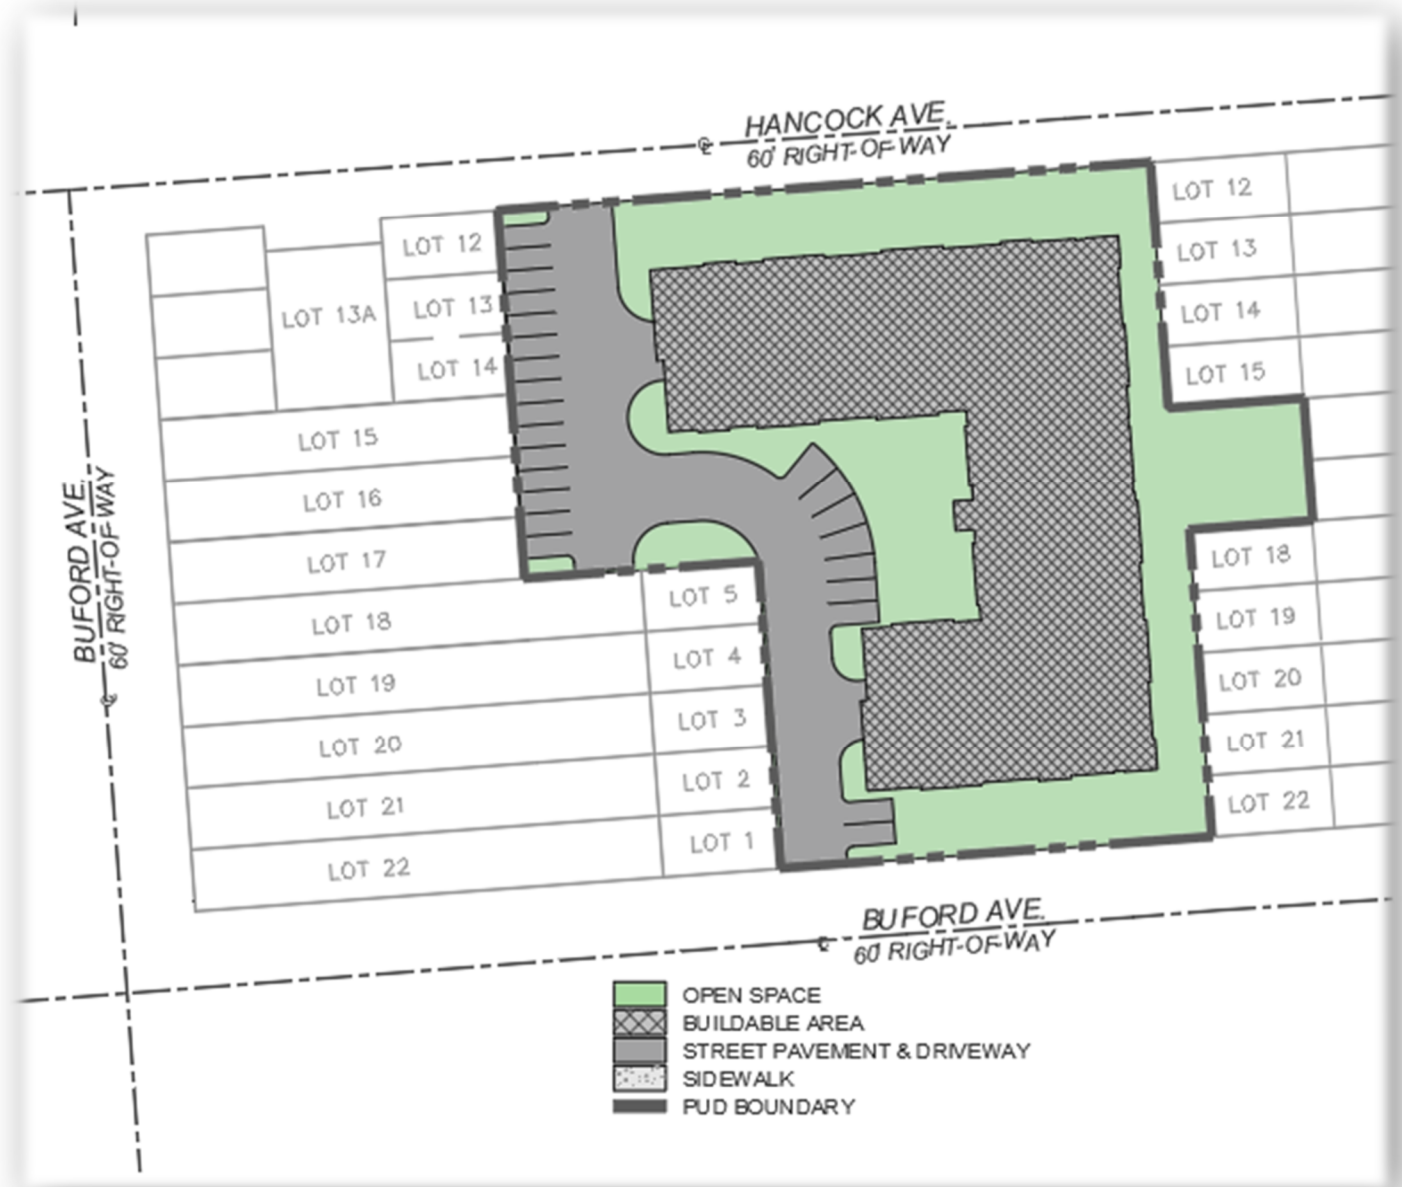 HANCOCK AVE.
60' RIGHT-OF-WAY
LOT 12
LOT 13
LOT 14
LOT 13A
LOT 15
LOT 16
LOT 17
LOT 18
LOT 19
LOT 20
LOT 21
LOT 22
LOT 5
LOT 4
LOT 3
LOT 2
LOT 1
LOT 12
LOT 13
LOT 14
LOT 15
LOT 18
LOT 19
LOT 20
LOT 21
LOT 22
BUFORD AVE.
60' RIGHT-OF-WAY
BUFORD AVE.
60' RIGHT-OF-WAY
OPEN SPACE
BUILDABLE AREA
STREET PAVEMENT & DRIVEWAY
SIDEWALK
PUD BOUNDARY